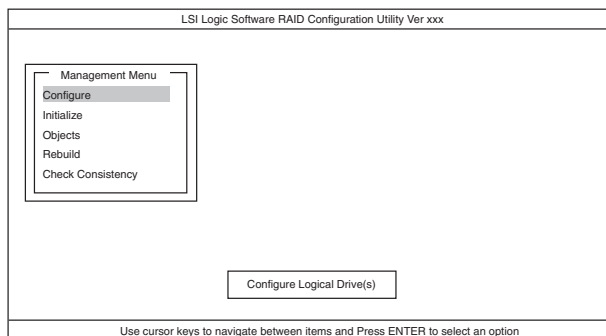 LSI Logic Software RAID Configuration Utility Ver xxx
Management Menu
Configure
Initialize
Objects
Rebuild
Check Consistency
Configure Logical Drive(s)
Use cursor keys to navigate between items and Press ENTER to select an option